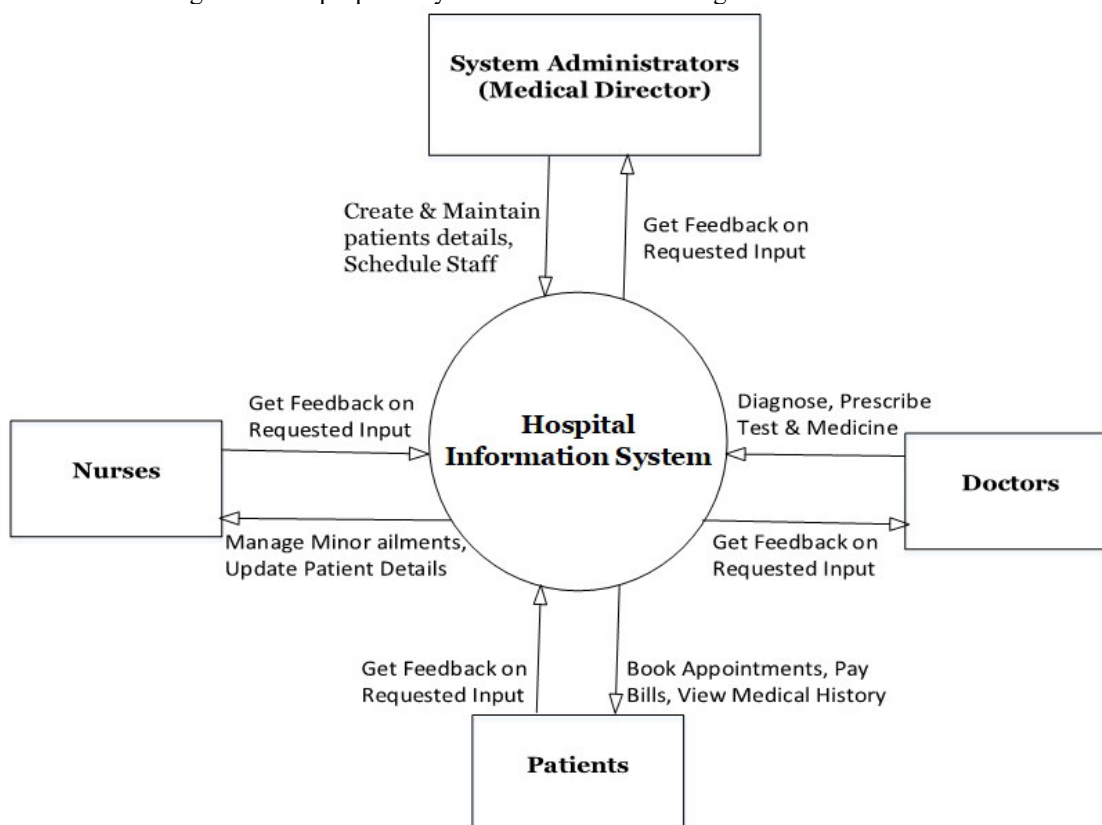 System Administrators
(Medical Director)
Create & Maintain
patients details,
Schedule Staff
Get Feedback on
Requested Input
Get Feedback on
Requested Input
Diagnose, Prescribe
Test & Medicine
Hospital
Information System
Nurses
Doctors
Manage Minor ailments,
Update Patient Details
Get Feedback on
Requested Input
Get Feedback on
Requested Input
Book Appointments, Pay
Bills, View Medical History
Patients